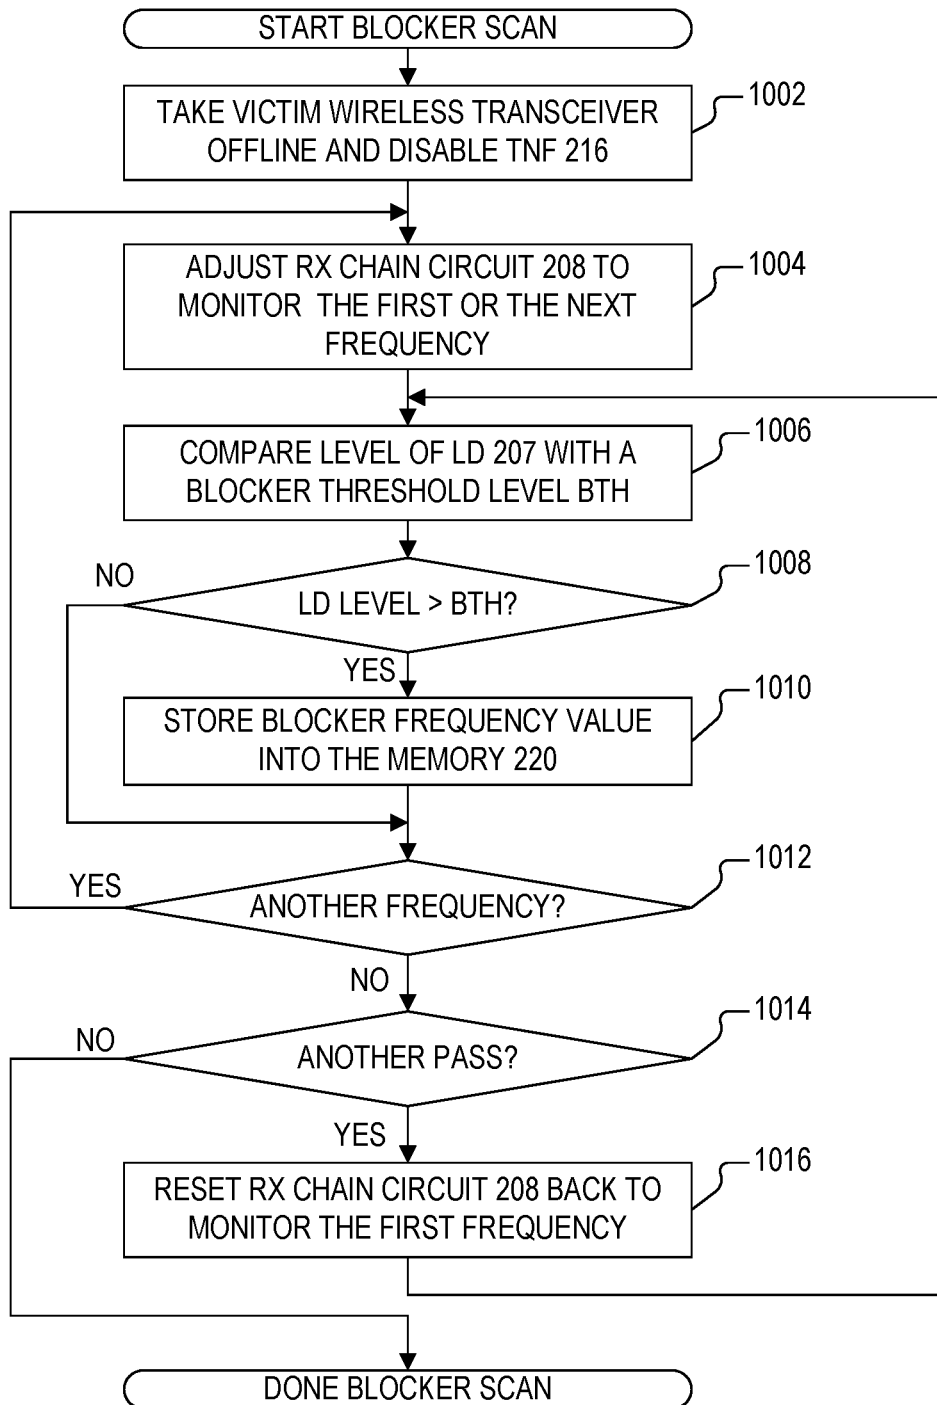 START BLOCKER SCAN
TAKE VICTIM WIRELESS TRANSCEIVER
OFFLINE AND DISABLE TNF 216
1002
ADJUST RX CHAIN CIRCUIT 208 TO
MONITOR THE FIRST OR THE NEXT
FREQUENCY
1004
COMPARE LEVEL OF LD 207 WITH A
BLOCKER THRESHOLD LEVEL BTH
1006
NO
LD LEVEL > BTH?
1008
YES
STORE BLOCKER FREQUENCY VALUE
INTO THE MEMORY 220
1010
YES
ANOTHER FREQUENCY?
1012
NO
NO
ANOTHER PASS?
1014
YES
RESET RX CHAIN CIRCUIT 208 BACK TO
MONITOR THE FIRST FREQUENCY
1016
DONE BLOCKER SCAN